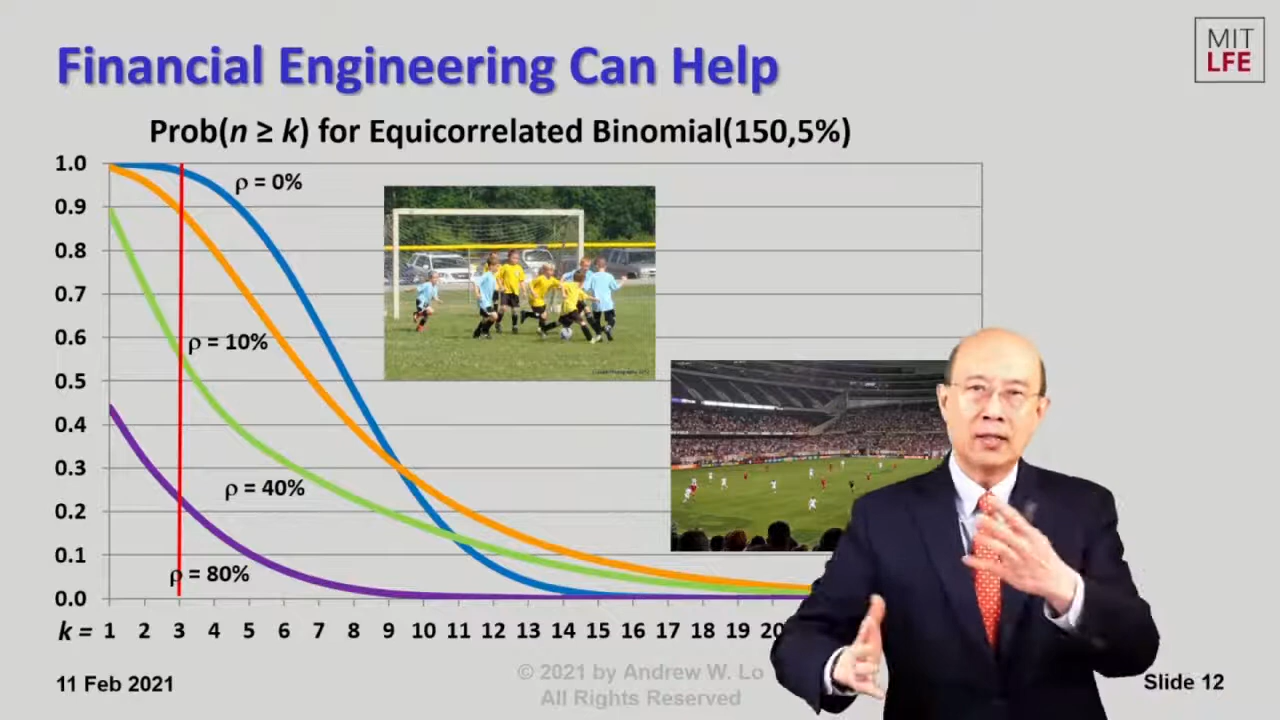 Financial Engineering Can Help
MIT
LFE
Prob(n ≥ k) for Equicorrelated Binomial(150,5%)
1.0
0.9
0.8
0.7
0.6
0.5
0.4
0.3
0.2
0.1
0.0
ρ = 0%
ρ = 10%
ρ = 40%
ρ = 80%
k = 1 2 3 4 5 6 7 8 9 10 11 12 13 14 15 16 17 18 19 20
11 Feb 2021
© 2021 by Andrew W. Lo
All Rights Reserved
Slide 12